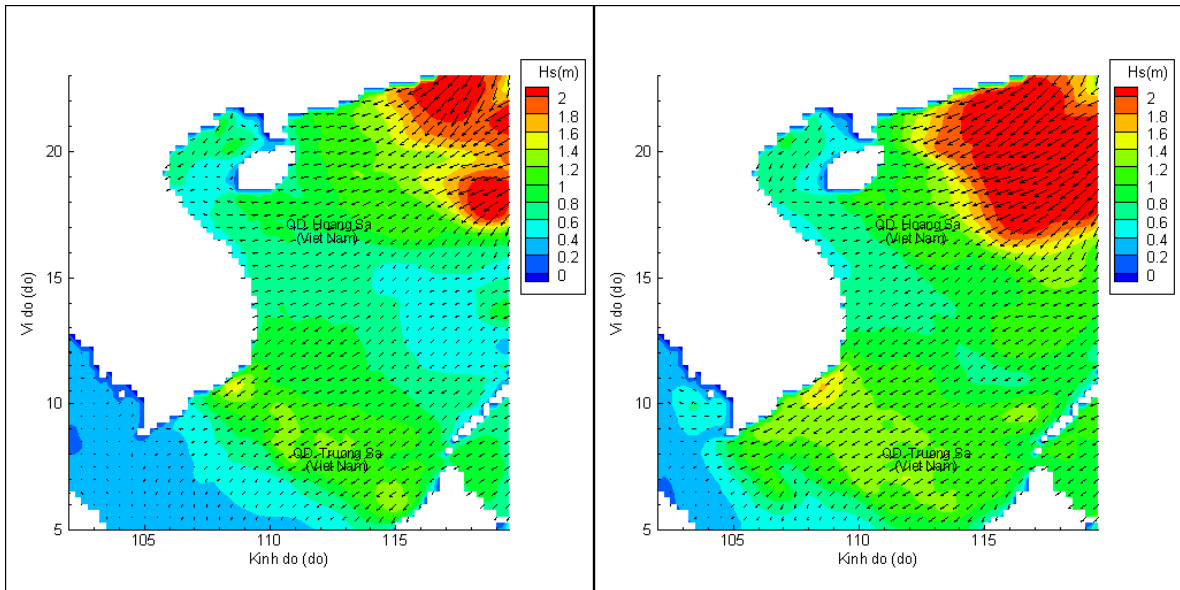 Hs(m)
2
1.8
1.6
1.4
1.2
1
0.8
0.6
0.4
0.2
0
Vi do (do)
20
15
10
5
QD. Hoang Sa
(Viet Nam)
QD. Truong Sa
(Viet Nam)
105
110
115
Kinh do (do)
Hs(m)
2
1.8
1.6
1.4
1.2
1
0.8
0.6
0.4
0.2
0
Vi do (do)
20
15
10
5
QD. Hoang Sa
(Viet Nam)
QD. Truong Sa
(Viet Nam)
105
110
115
Kinh do (do)